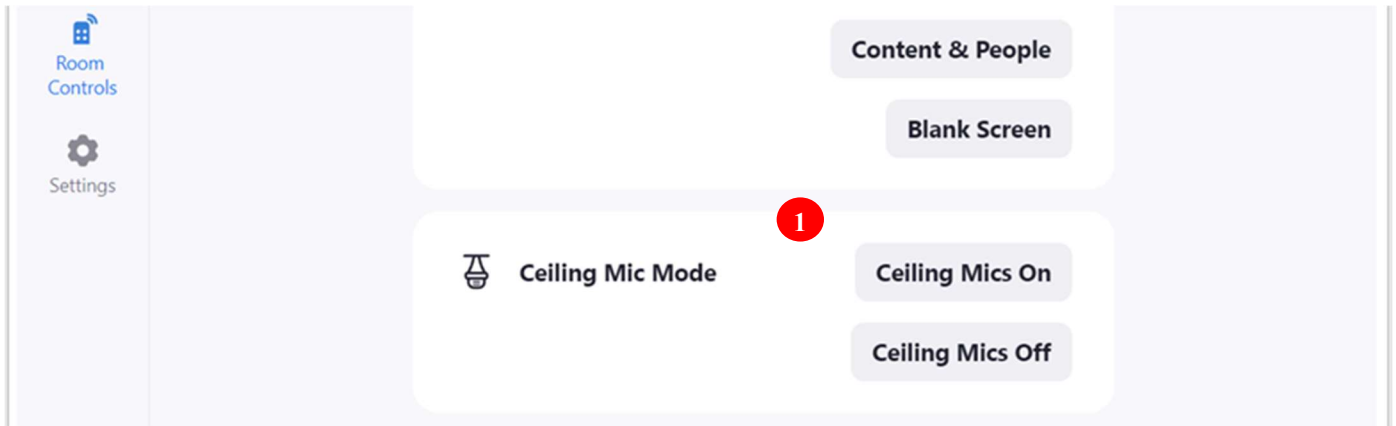 Room
Controls
Settings
Content & People
Blank Screen
1
Ceiling Mic Mode
Ceiling Mics On
Ceiling Mics Off